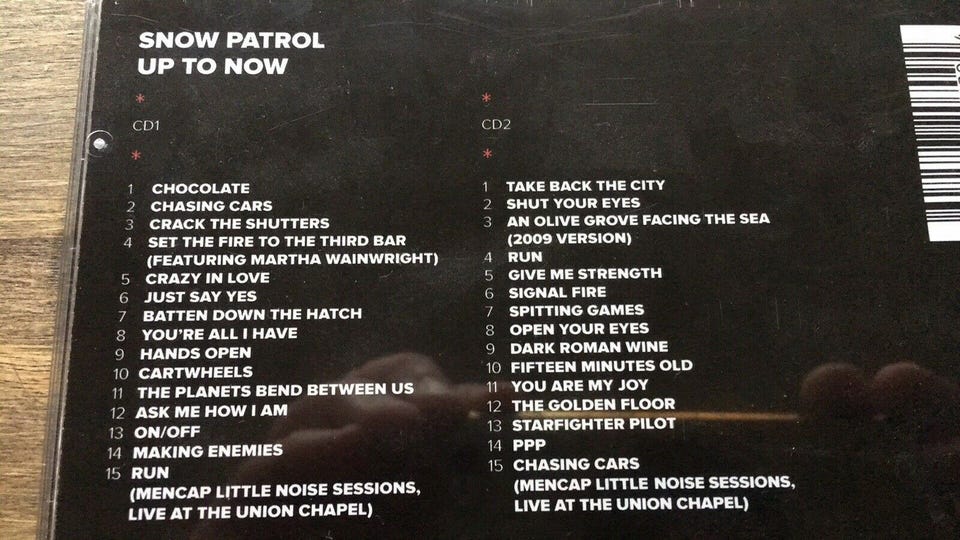 SNOW PATROL
UP TO NOW
*
CD1
*
1 CHOCOLATE
2 CHASING CARS
3 CRACK THE SHUTTERS
4 SET THE FIRE TO THE THIRD BAR
(FEATURING MARTHA WAINWRIGHT)
5 CRAZY IN LOVE
6 JUST SAY YES
7 BATTEN DOWN THE HATCH
8 YOU'RE ALL I HAVE
9 HANDS OPEN
10 CARTWHEELS
11 THE PLANETS BEND BETWEEN US
12 ASK ME HOW I AM
13 ON/OFF
14 MAKING ENEMIES
15 RUN
(MENCAP LITTLE NOISE SESSIONS,
LIVE AT THE UNION CHAPEL)
*
CD2
*
1 TAKE BACK THE CITY
2 SHUT YOUR EYES
3 AN OLIVE GROVE FACING THE SEA
(2009 VERSION)
4 RUN
5 GIVE ME STRENGTH
6 SIGNAL FIRE
7 SPITTING GAMES
8 OPEN YOUR EYES
9 DARK ROMAN WINE
10 FIFTEEN MINUTES OLD
11 YOU ARE MY JOY
12 THE GOLDEN FLOOR
13 STARFIGHTER PILOT
14 PPP
15 CHASING CARS
(MENCAP LITTLE NOISE SESSIONS,
LIVE AT THE UNION CHAPEL)